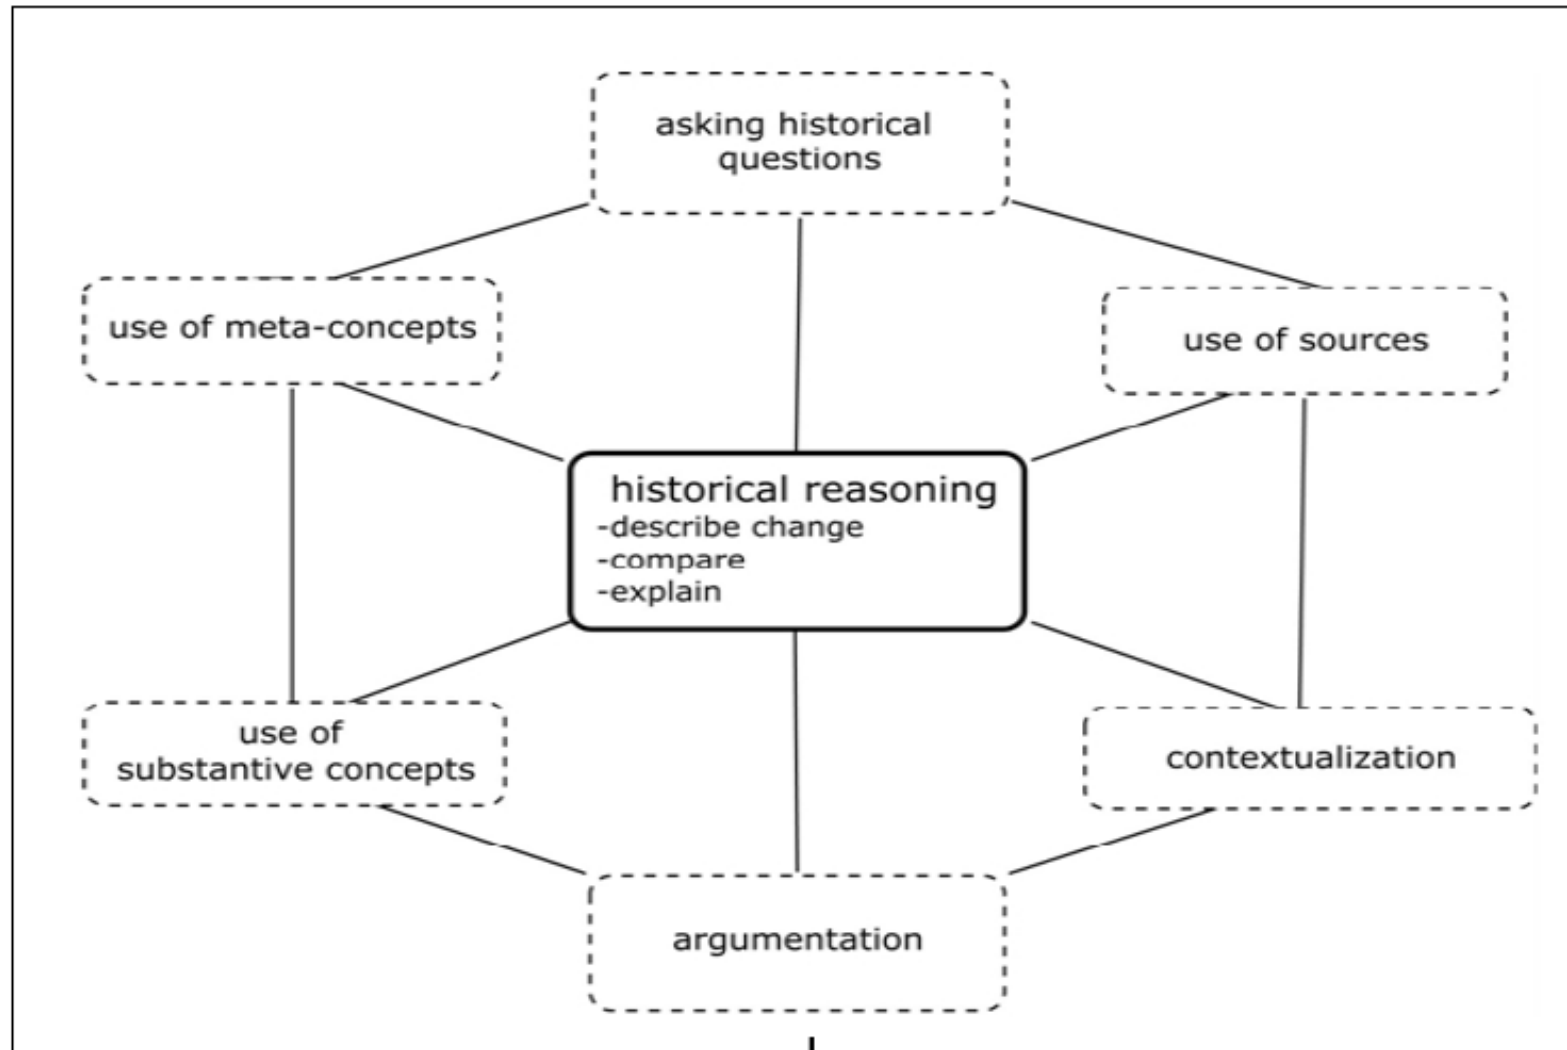 asking historical
questions
use of meta-concepts
use of sources
historical reasoning
-describe change
-compare
-explain
use of
substantive concepts
contextualization
argumentation